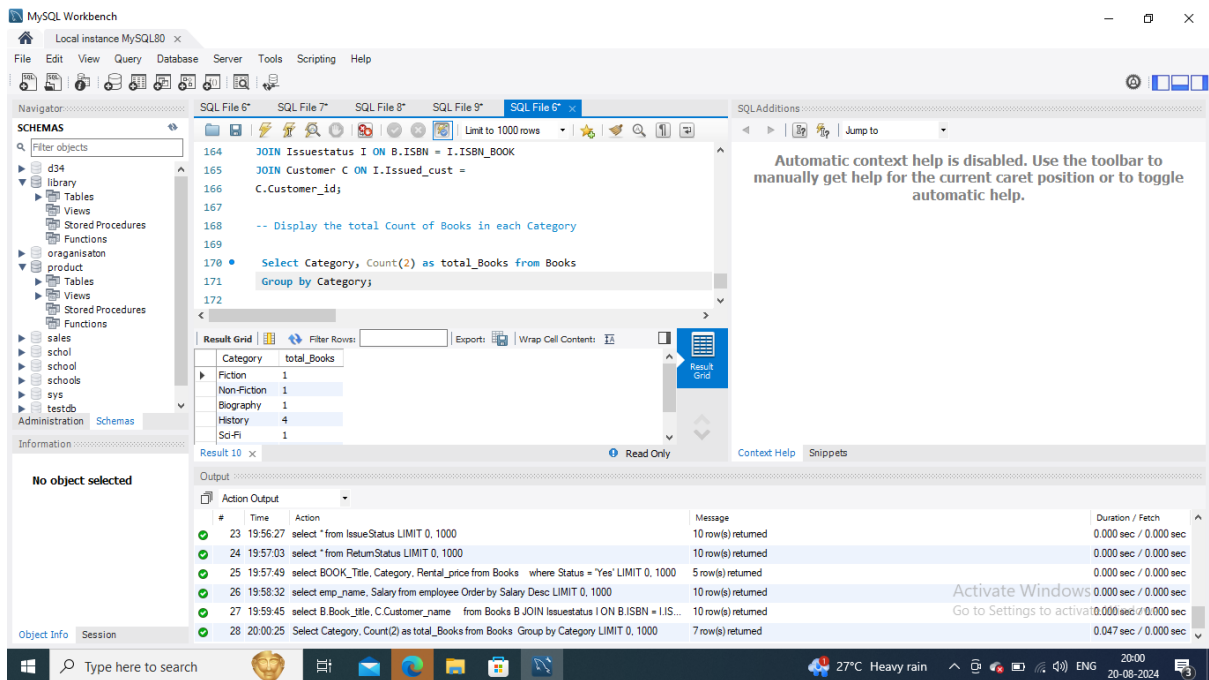 MySQL Workbench
Local instance MySQL80
File Edit View Query Database Server Tools Scripting Help
Navigator
SCHEMAS
Filter objects
d34
library
Tables
Views
Stored Procedures
Functions
oraganisaton
product
Tables
Views
Stored Procedures
Functions
sales
schol
school
schools
sys
testdb
Administration Schemas
Information
No object selected
Object Info Session
SQL File 6* SQL File 7* SQL File 8* SQL File 9* SQL File 6*
Limit to 1000 rows
164 JOIN Issuestatus I ON B.ISBN = I.ISBN_BOOK
165 JOIN Customer C ON I.Issued_cust =
166 C.Customer_id;
167
168 -- Display the total Count of Books in each Category
169
170 Select Category, Count(2) as total_Books from Books
171 Group by Category;
172
Result Grid Filter Rows: Export: Wrap Cell Content:
Category total_Books
Fiction 1
Non-Fiction 1
Biography 1
History 4
Sci-Fi 1
Result Grid
Result 10 Read Only
SQLAdditions
Jump to
Automatic context help is disabled. Use the toolbar to
manually get help for the current caret position or to toggle
automatic help.
Context Help Snippets
Output
Action Output
# Time Action Message Duration / Fetch
23 19:56:27 select * from IssueStatus LIMIT 0, 1000 10 row(s) returned 0.000 sec / 0.000 sec
24 19:57:03 select * from ReturnStatus LIMIT 0, 1000 10 row(s) returned 0.000 sec / 0.000 sec
25 19:57:49 select BOOK_Title, Category, Rental_price from Books where Status = 'Yes' LIMIT 0, 1000 5 row(s) returned 0.000 sec / 0.000 sec
26 19:58:32 select emp_name, Salary from employee Order by Salary Desc LIMIT 0, 1000 10 row(s) returned 0.000 sec / 0.000 sec
27 19:59:45 select B.Book_title, C.Customer_name from Books B JOIN Issuestatus I ON B.ISBN = I.IS... 10 row(s) returned 0.000 sec / 0.000 sec
28 20:00:25 Select Category, Count(2) as total_Books from Books Group by Category LIMIT 0, 1000 7 row(s) returned 0.047 sec / 0.000 sec
Activate Windows
Go to Settings to activate
Type here to search
27°C Heavy rain ENG
20:00
20-08-2024
3